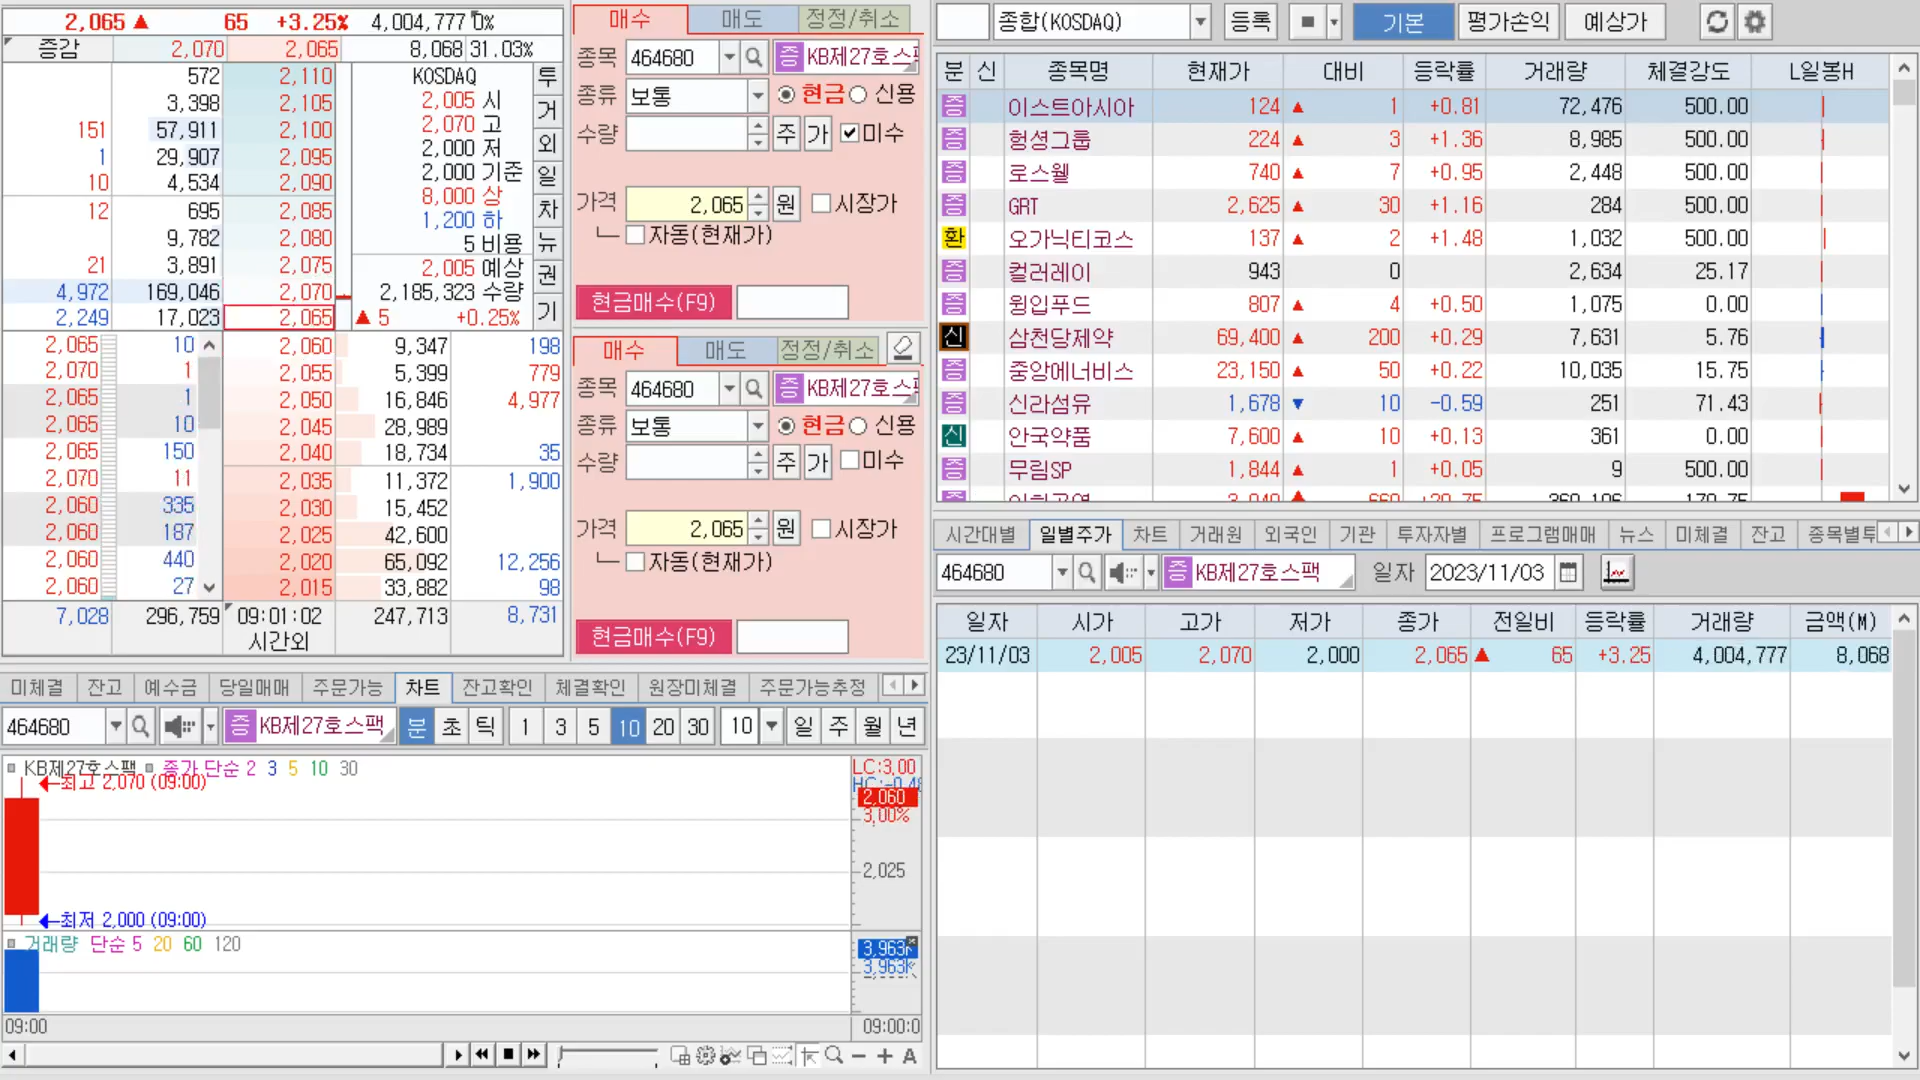 2,065 ▲ 65 +3.25% 4,004,777 0%
증감 2,070 2,065 8,068 31.03%
572 2,110 KOSDAQ 투
3,398 2,105 2,005 시 거
151 57,911 2,100 2,070 고
1 29,907 2,095 2,000 저 외
10 4,534 2,090 2,000 기준 일
12 695 2,085 8,000 상 차
9,782 2,080 1,200 하 뉴
21 3,891 2,075 5 비용 권
4,972 169,046 2,070 2,005 예상 기
2,249 17,023 2,065 2,185,323 수량
▲ 5 +0.25%
2,065 10 2,060 9,347 198
2,070 1 2,055 5,399 779
2,065 1 2,050 16,846 4,977
2,065 10 2,045 28,989
2,065 150 2,040 18,734 35
2,070 11 2,035 11,372 1,900
2,060 335 2,030 15,452
2,060 187 2,025 42,600
2,060 440 2,020 65,092 12,256
2,060 27 2,015 33,882 98
7,028 296,759 09:01:02 247,713 8,731
시간외
매수 매도 정정/취소
종목 464680 증 KB제27호스팩
종류 보통 현금 신용
수량 주 가 미수
가격 2,065 원 시장가
자동(현재가)
현금매수(F9)
매수 매도 정정/취소
종목 464680 증 KB제27호스팩
종류 보통 현금 신용
수량 주 가 미수
가격 2,065 원 시장가
자동(현재가)
현금매수(F9)
미체결 잔고 예수금 당일매매 주문가능 차트 잔고확인 체결확인 원장미체결 주문가능추정
464680 증 KB제27호스팩 분 초 틱 1 3 5 10 20 30 10 일 주 월 년
KB제27호스팩 종가 단순 2 3 5 10 30
최고 2,070 (09:00)
LC:3.00
2,060
3.00%
2,025
최저 2,000 (09:00)
거래량 단순 5 20 60 120
3,963K
3,963K
09:00 09:00:0
A
종합(KOSDAQ) 등록 기본 평가손익 예상가
분 신 종목명 현재가 대비 등락률 거래량 체결강도 L일봉H
증 이스트아시아 124 ▲ 1 +0.81 72,476 500.00
증 헝셩그룹 224 ▲ 3 +1.36 8,985 500.00
증 로스웰 740 ▲ 7 +0.95 2,448 500.00
증 GRT 2,625 ▲ 30 +1.16 284 500.00
환 오가닉티코스 137 ▲ 2 +1.48 1,032 500.00
증 컬러레이 943 0 2,634 25.17
증 윙입푸드 807 ▲ 4 +0.50 1,075 0.00
신 삼천당제약 69,400 ▲ 200 +0.29 7,631 5.76
증 중앙에너비스 23,150 ▲ 50 +0.22 10,035 15.75
증 신라섬유 1,678 ▼ 10 -0.59 251 71.43
신 안국약품 7,600 ▲ 10 +0.13 361 0.00
증 무림SP 1,844 ▲ 1 +0.05 9 500.00
시간대별 일별주가 차트 거래원 외국인 기관 투자자별 프로그램매매 뉴스 미체결 잔고 종목별투
464680 증 KB제27호스팩 일자 2023/11/03
일자 시가 고가 저가 종가 전일비 등락률 거래량 금액(M)
23/11/03 2,005 2,070 2,000 2,065 ▲ 65 +3.25 4,004,777 8,068